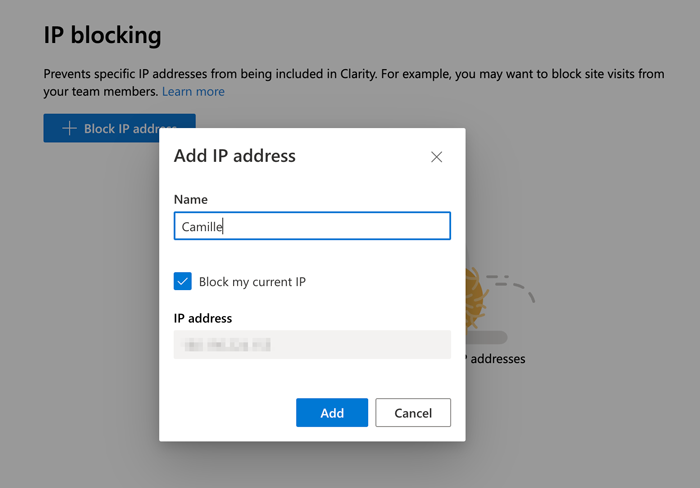 IP blocking
Prevents specific IP addresses from being included in Clarity. For example, you may want to block site visits from
your team members. Learn more
Block IP address
Add IP address
Name
Camille
Block my current IP
IP address
addresses
Add
Cancel